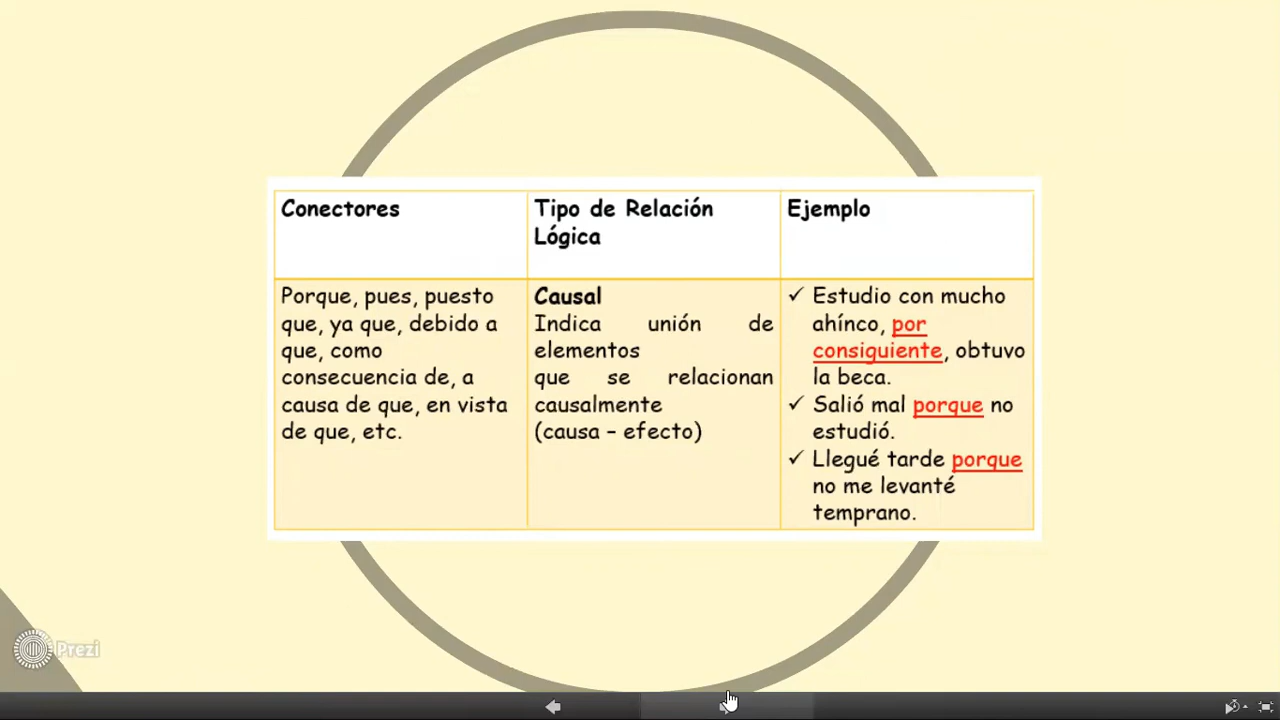 Conectores
Tipo de Relación
Lógica
Ejemplo
Porque, pues, puesto
que, ya que, debido a
que, como
consecuencia de, a
causa de que, en vista
de que, etc.
Causal
Indica unión de
elementos
que se relacionan
causalmente
(causa – efecto)
✓ Estudio con mucho
ahínco, por
consiguiente, obtuvo
la beca.
✓ Salió mal porque no
estudió.
✓ Llegué tarde porque
no me levanté
temprano.
Prezi